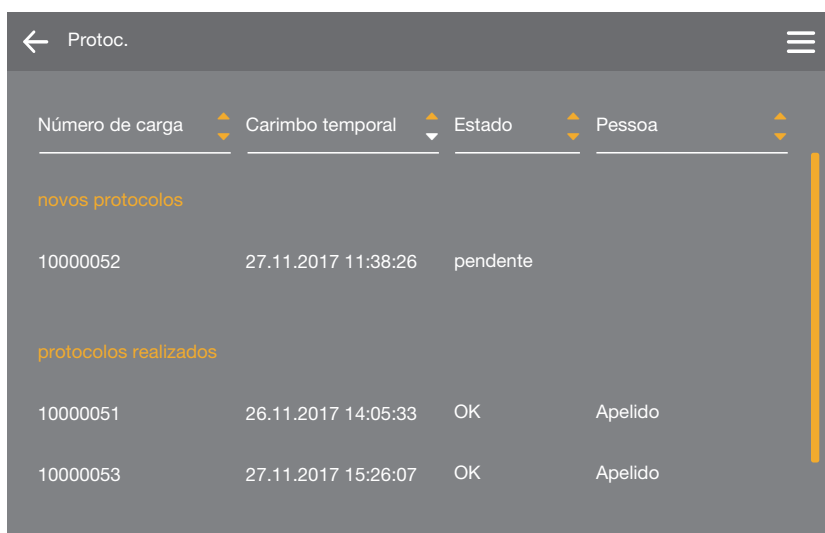 Protoc.
Número de carga Carimbo temporal Estado Pessoa
novos protocolos
10000052 27.11.2017 11:38:26 pendente
protocolos realizados
10000051 26.11.2017 14:05:33 OK Apelido
10000053 27.11.2017 15:26:07 OK Apelido